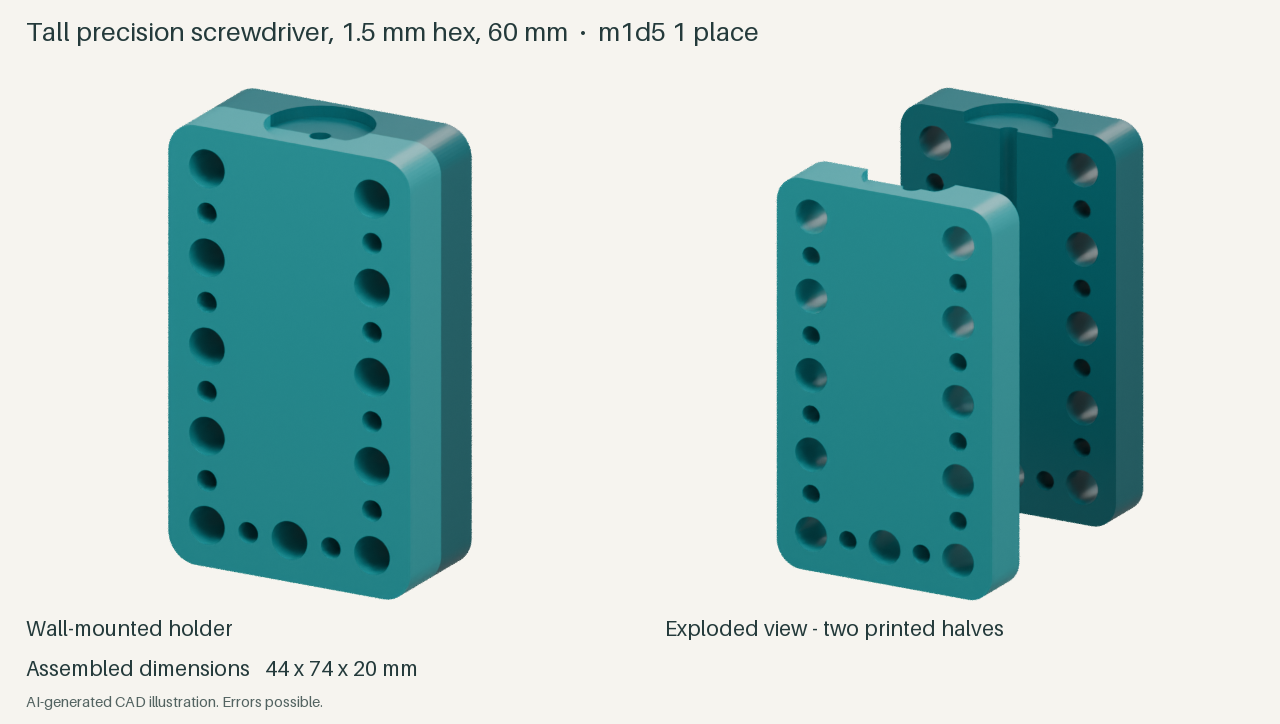 Tall precision screwdriver, 1.5 mm hex, 60 mm · m1d5 1 place
Wall-mounted holder
Exploded view - two printed halves
Assembled dimensions 44 x 74 x 20 mm
AI-generated CAD illustration. Errors possible.